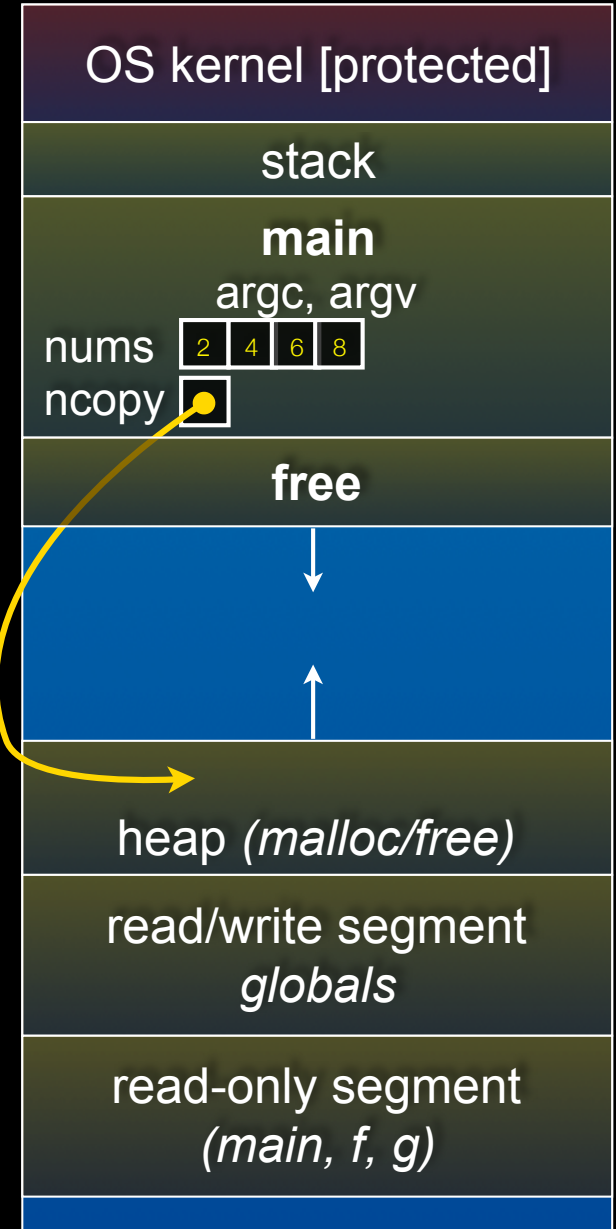 OS kernel [protected]
stack
main
argc, argv
nums 2 4 6 8
ncopy
free
heap (malloc/free)
read/write segment
globals
read-only segment
(main, f, g)